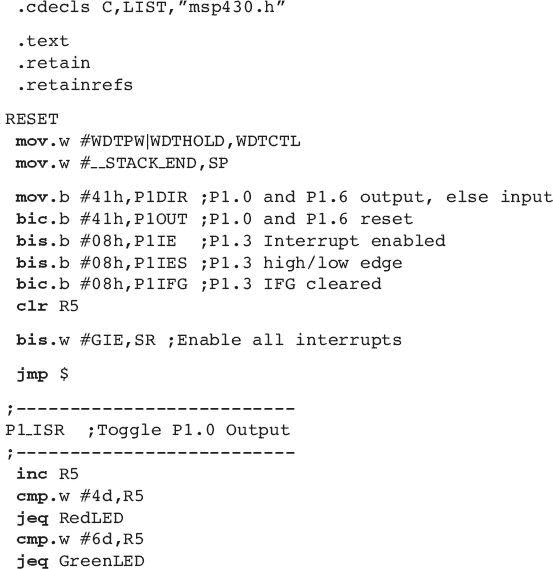 .cdecls C,LIST,"msp430.h"
.text
.retain
.retainrefs
RESET
mov.w #WDTPW|WDTHOLD,WDTCTL
mov.w #__STACK_END,SP
mov.b #41h,P1DIR ;P1.0 and P1.6 output, else input
bic.b #41h,P1OUT ;P1.0 and P1.6 reset
bis.b #08h,P1IE  ;P1.3 Interrupt enabled
bis.b #08h,P1IES ;P1.3 high/low edge
bic.b #08h,P1IFG ;P1.3 IFG cleared
clr R5
bis.w #GIE,SR ;Enable all interrupts
jmp $
;--------------------------
P1_ISR  ;Toggle P1.0 Output
;--------------------------
inc R5
cmp.w #4d,R5
jeq RedLED
cmp.w #6d,R5
jeq GreenLED